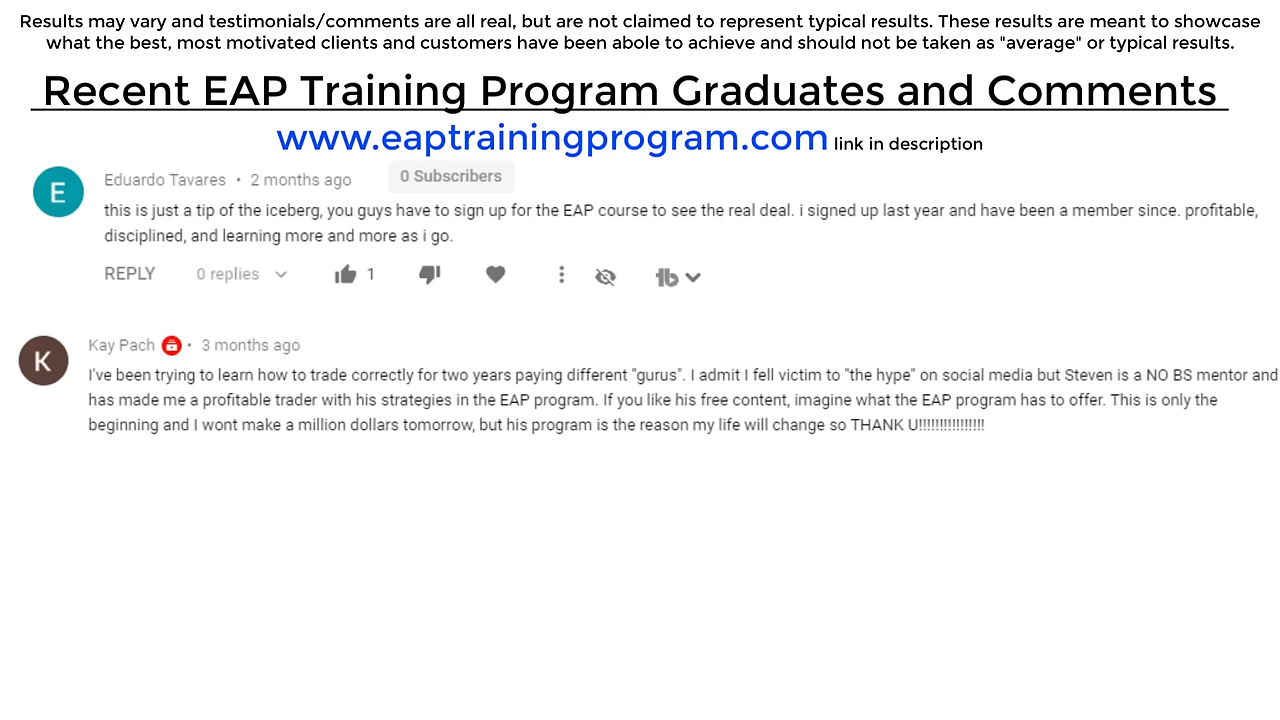 Results may vary and testimonials/comments are all real, but are not claimed to represent typical results. These results are meant to showcase
what the best, most motivated clients and customers have been abole to achieve and should not be taken as "average" or typical results.
Recent EAP Training Program Graduates and Comments
www.eaptrainingprogram.com link in description
E
Eduardo Tavares • 2 months ago 0 Subscribers
this is just a tip of the iceberg, you guys have to sign up for the EAP course to see the real deal. i signed up last year and have been a member since. profitable,
disciplined, and learning more and more as i go.
REPLY 0 replies 1 tb
K
Kay Pach • 3 months ago
I've been trying to learn how to trade correctly for two years paying different "gurus". I admit I fell victim to "the hype" on social media but Steven is a NO BS mentor and
has made me a profitable trader with his strategies in the EAP program. If you like his free content, imagine what the EAP program has to offer. This is only the
beginning and I wont make a million dollars tomorrow, but his program is the reason my life will change so THANK U!!!!!!!!!!!!!!!!